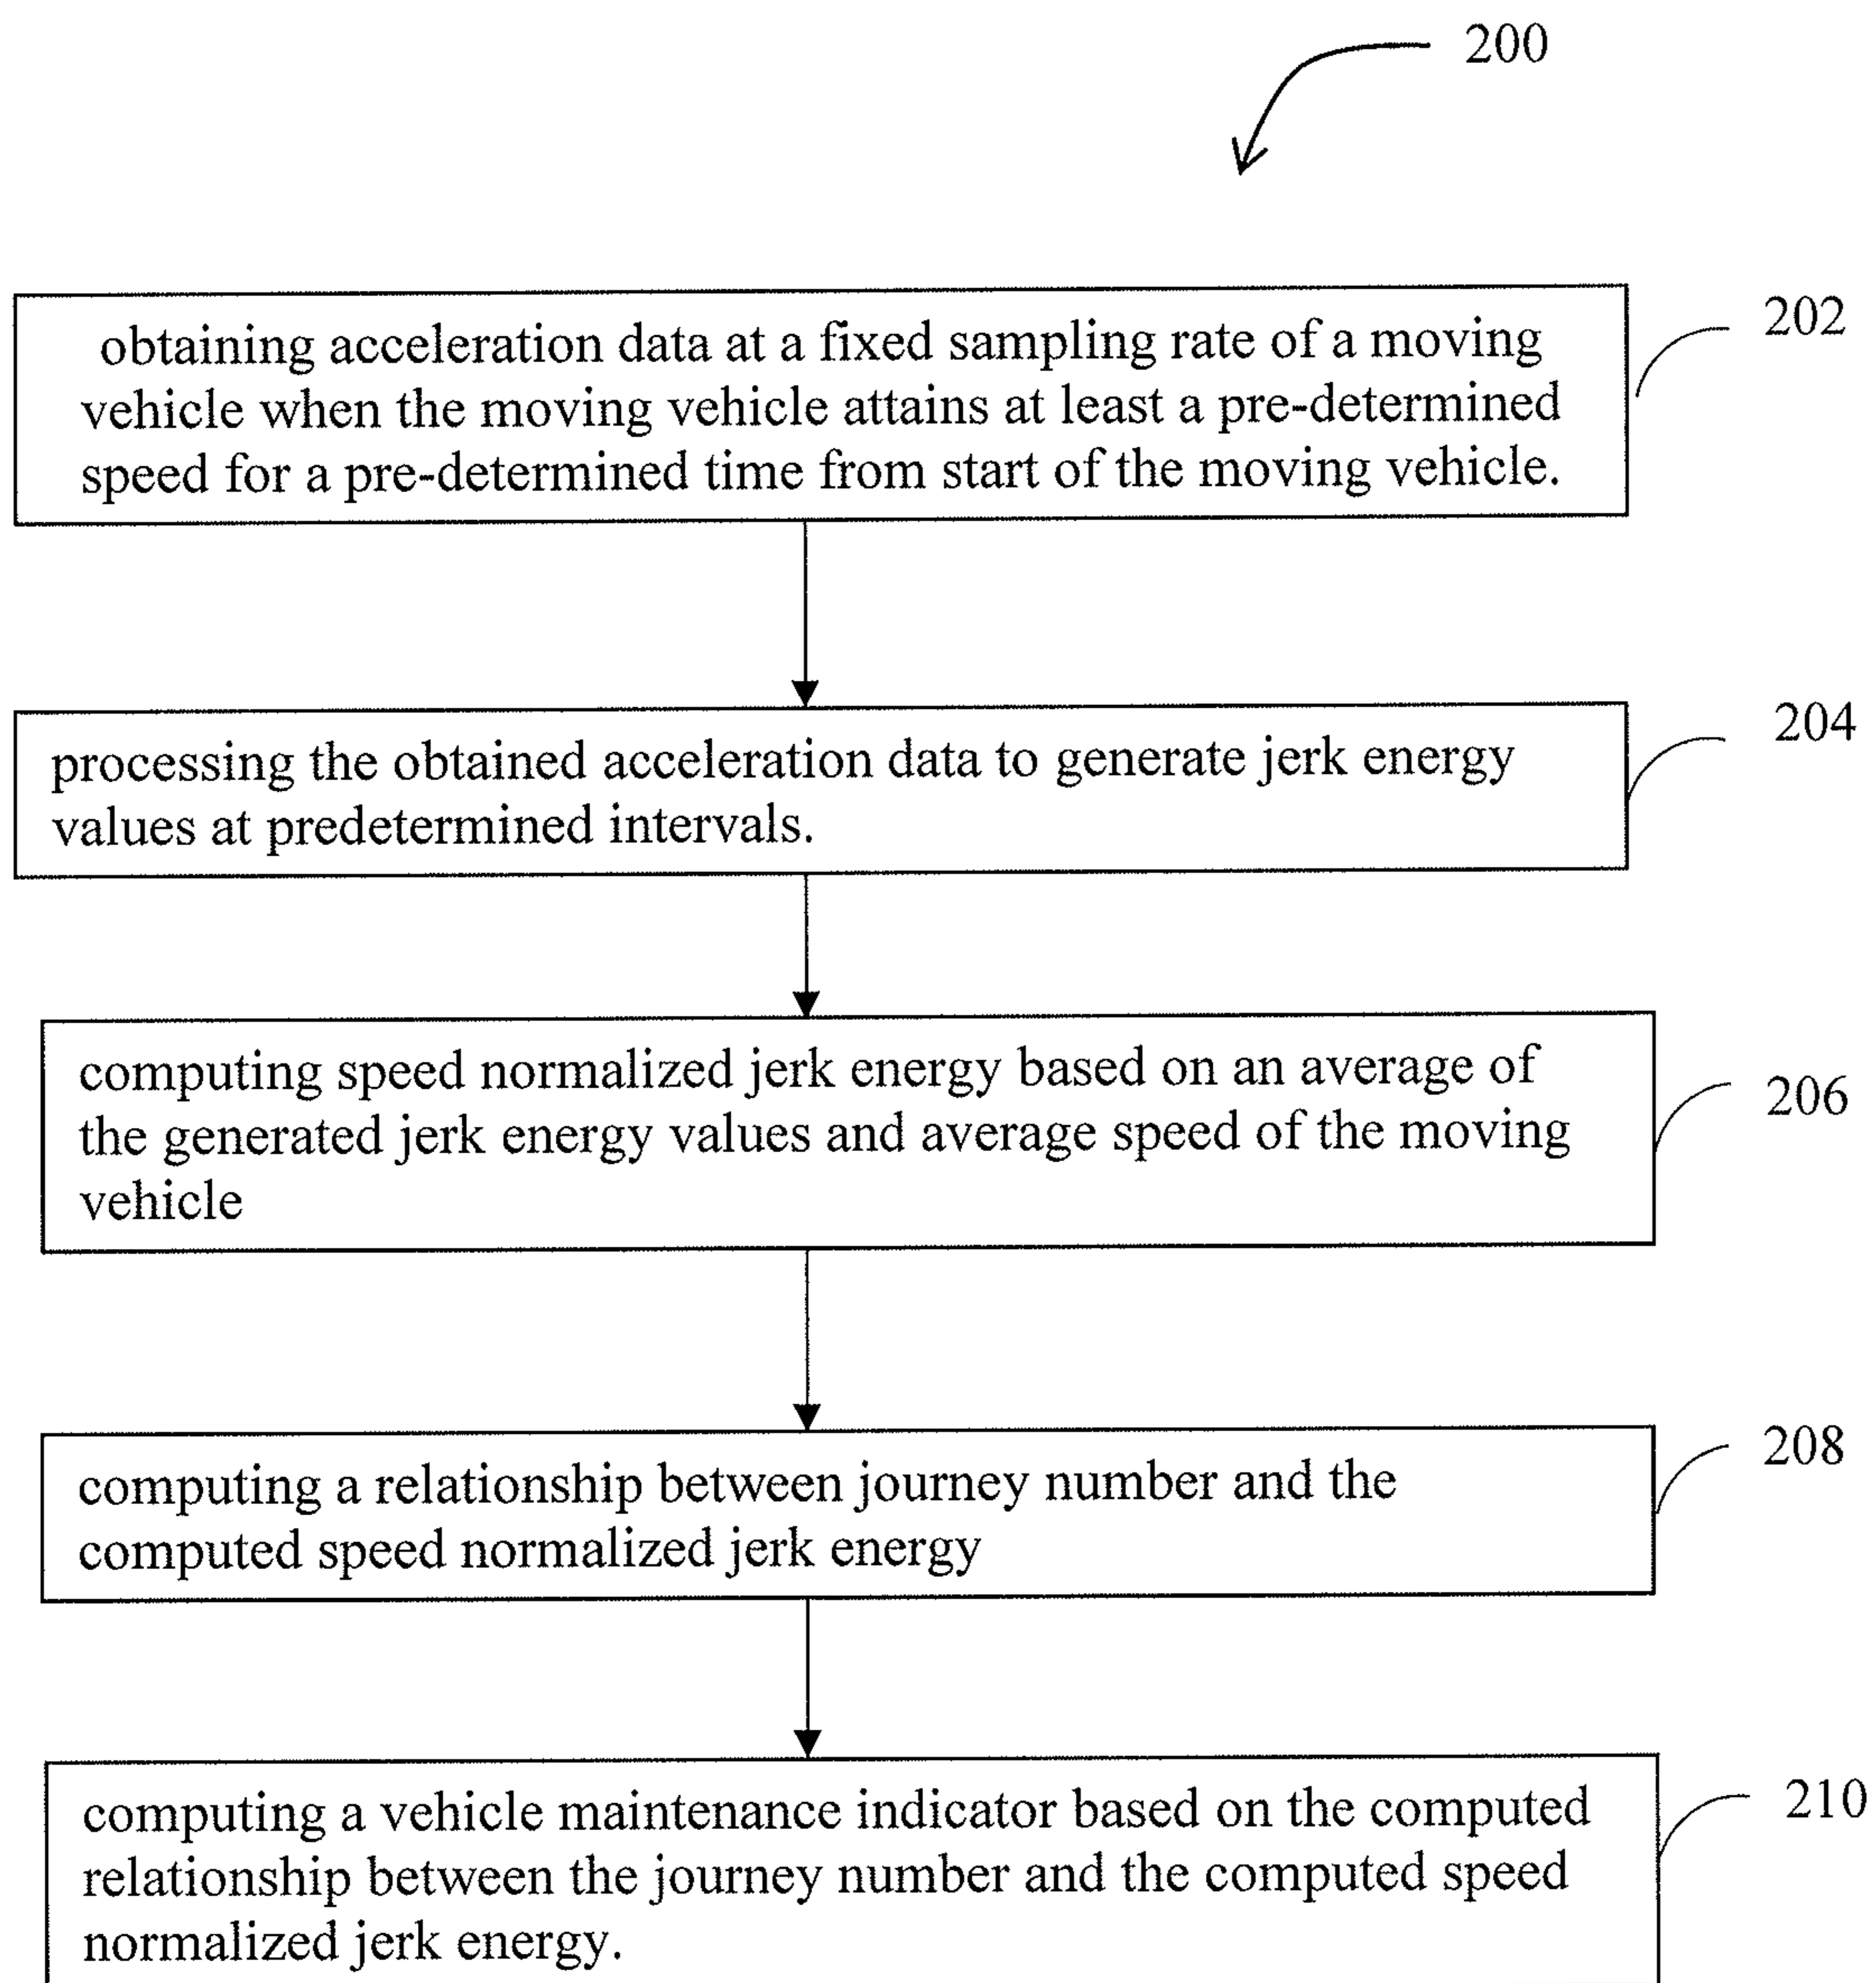 200
obtaining acceleration data at a fixed sampling rate of a moving
vehicle when the moving vehicle attains at least a pre-determined
speed for a pre-determined time from start of the moving vehicle.
202
processing the obtained acceleration data to generate jerk energy
values at predetermined intervals.
204
computing speed normalized jerk energy based on an average of
the generated jerk energy values and average speed of the moving
vehicle
206
computing a relationship between journey number and the
computed speed normalized jerk energy
208
computing a vehicle maintenance indicator based on the computed
relationship between the journey number and the computed speed
normalized jerk energy.
210